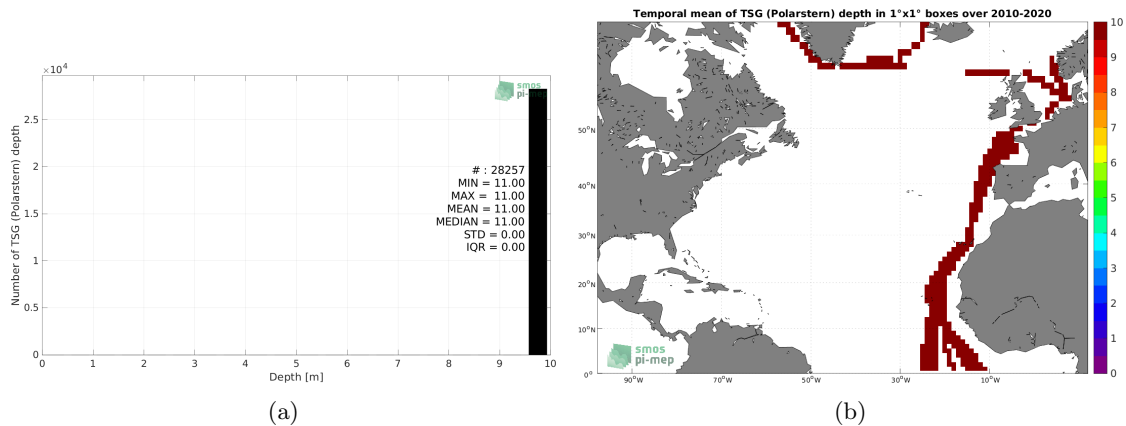 ×10⁴
2.5
2
1.5
1
0.5
0
Number of TSG (Polarstern) depth
smos
pi-mep
# : 28257
MIN = 11.00
MAX = 11.00
MEAN = 11.00
MEDIAN = 11.00
STD = 0.00
IQR = 0.00
0 1 2 3 4 5 6 7 8 9 10
Depth [m]
(a)
Temporal mean of TSG (Polarstern) depth in 1°x1° boxes over 2010-2020
50°N
40°N
30°N
20°N
10°N
0°
90°W 70°W 50°W 30°W 10°W
smos
pi-mep
10
9
8
7
6
5
4
3
2
1
0
(b)